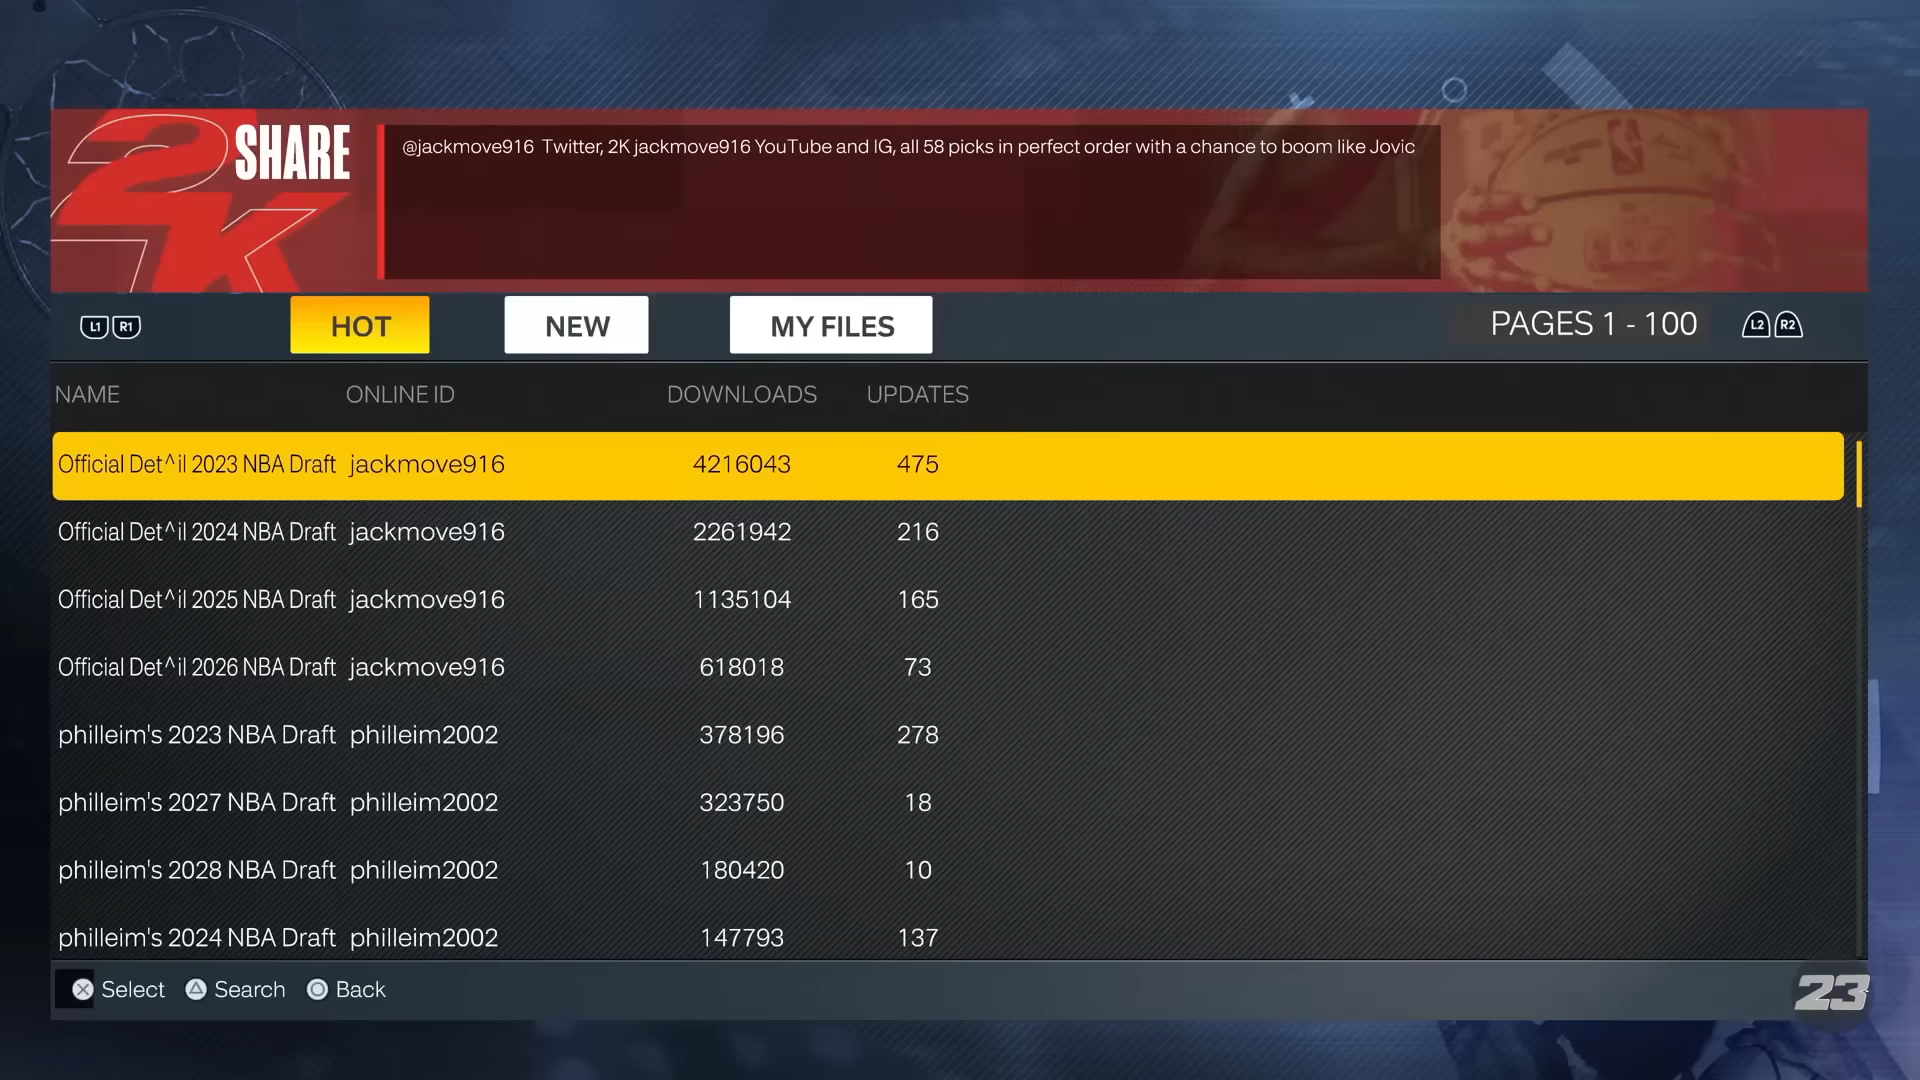 2K SHARE
@jackmove916 Twitter, 2K jackmove916 YouTube and IG, all 58 picks in perfect order with a chance to boom like Jovic
L1 R1 HOT NEW MY FILES PAGES 1 - 100 L2 R2
NAME ONLINE ID DOWNLOADS UPDATES
Official Det^il 2023 NBA Draft jackmove916 4216043 475
Official Det^il 2024 NBA Draft jackmove916 2261942 216
Official Det^il 2025 NBA Draft jackmove916 1135104 165
Official Det^il 2026 NBA Draft jackmove916 618018 73
philleim's 2023 NBA Draft philleim2002 378196 278
philleim's 2027 NBA Draft philleim2002 323750 18
philleim's 2028 NBA Draft philleim2002 180420 10
philleim's 2024 NBA Draft philleim2002 147793 137
Select Search Back
23